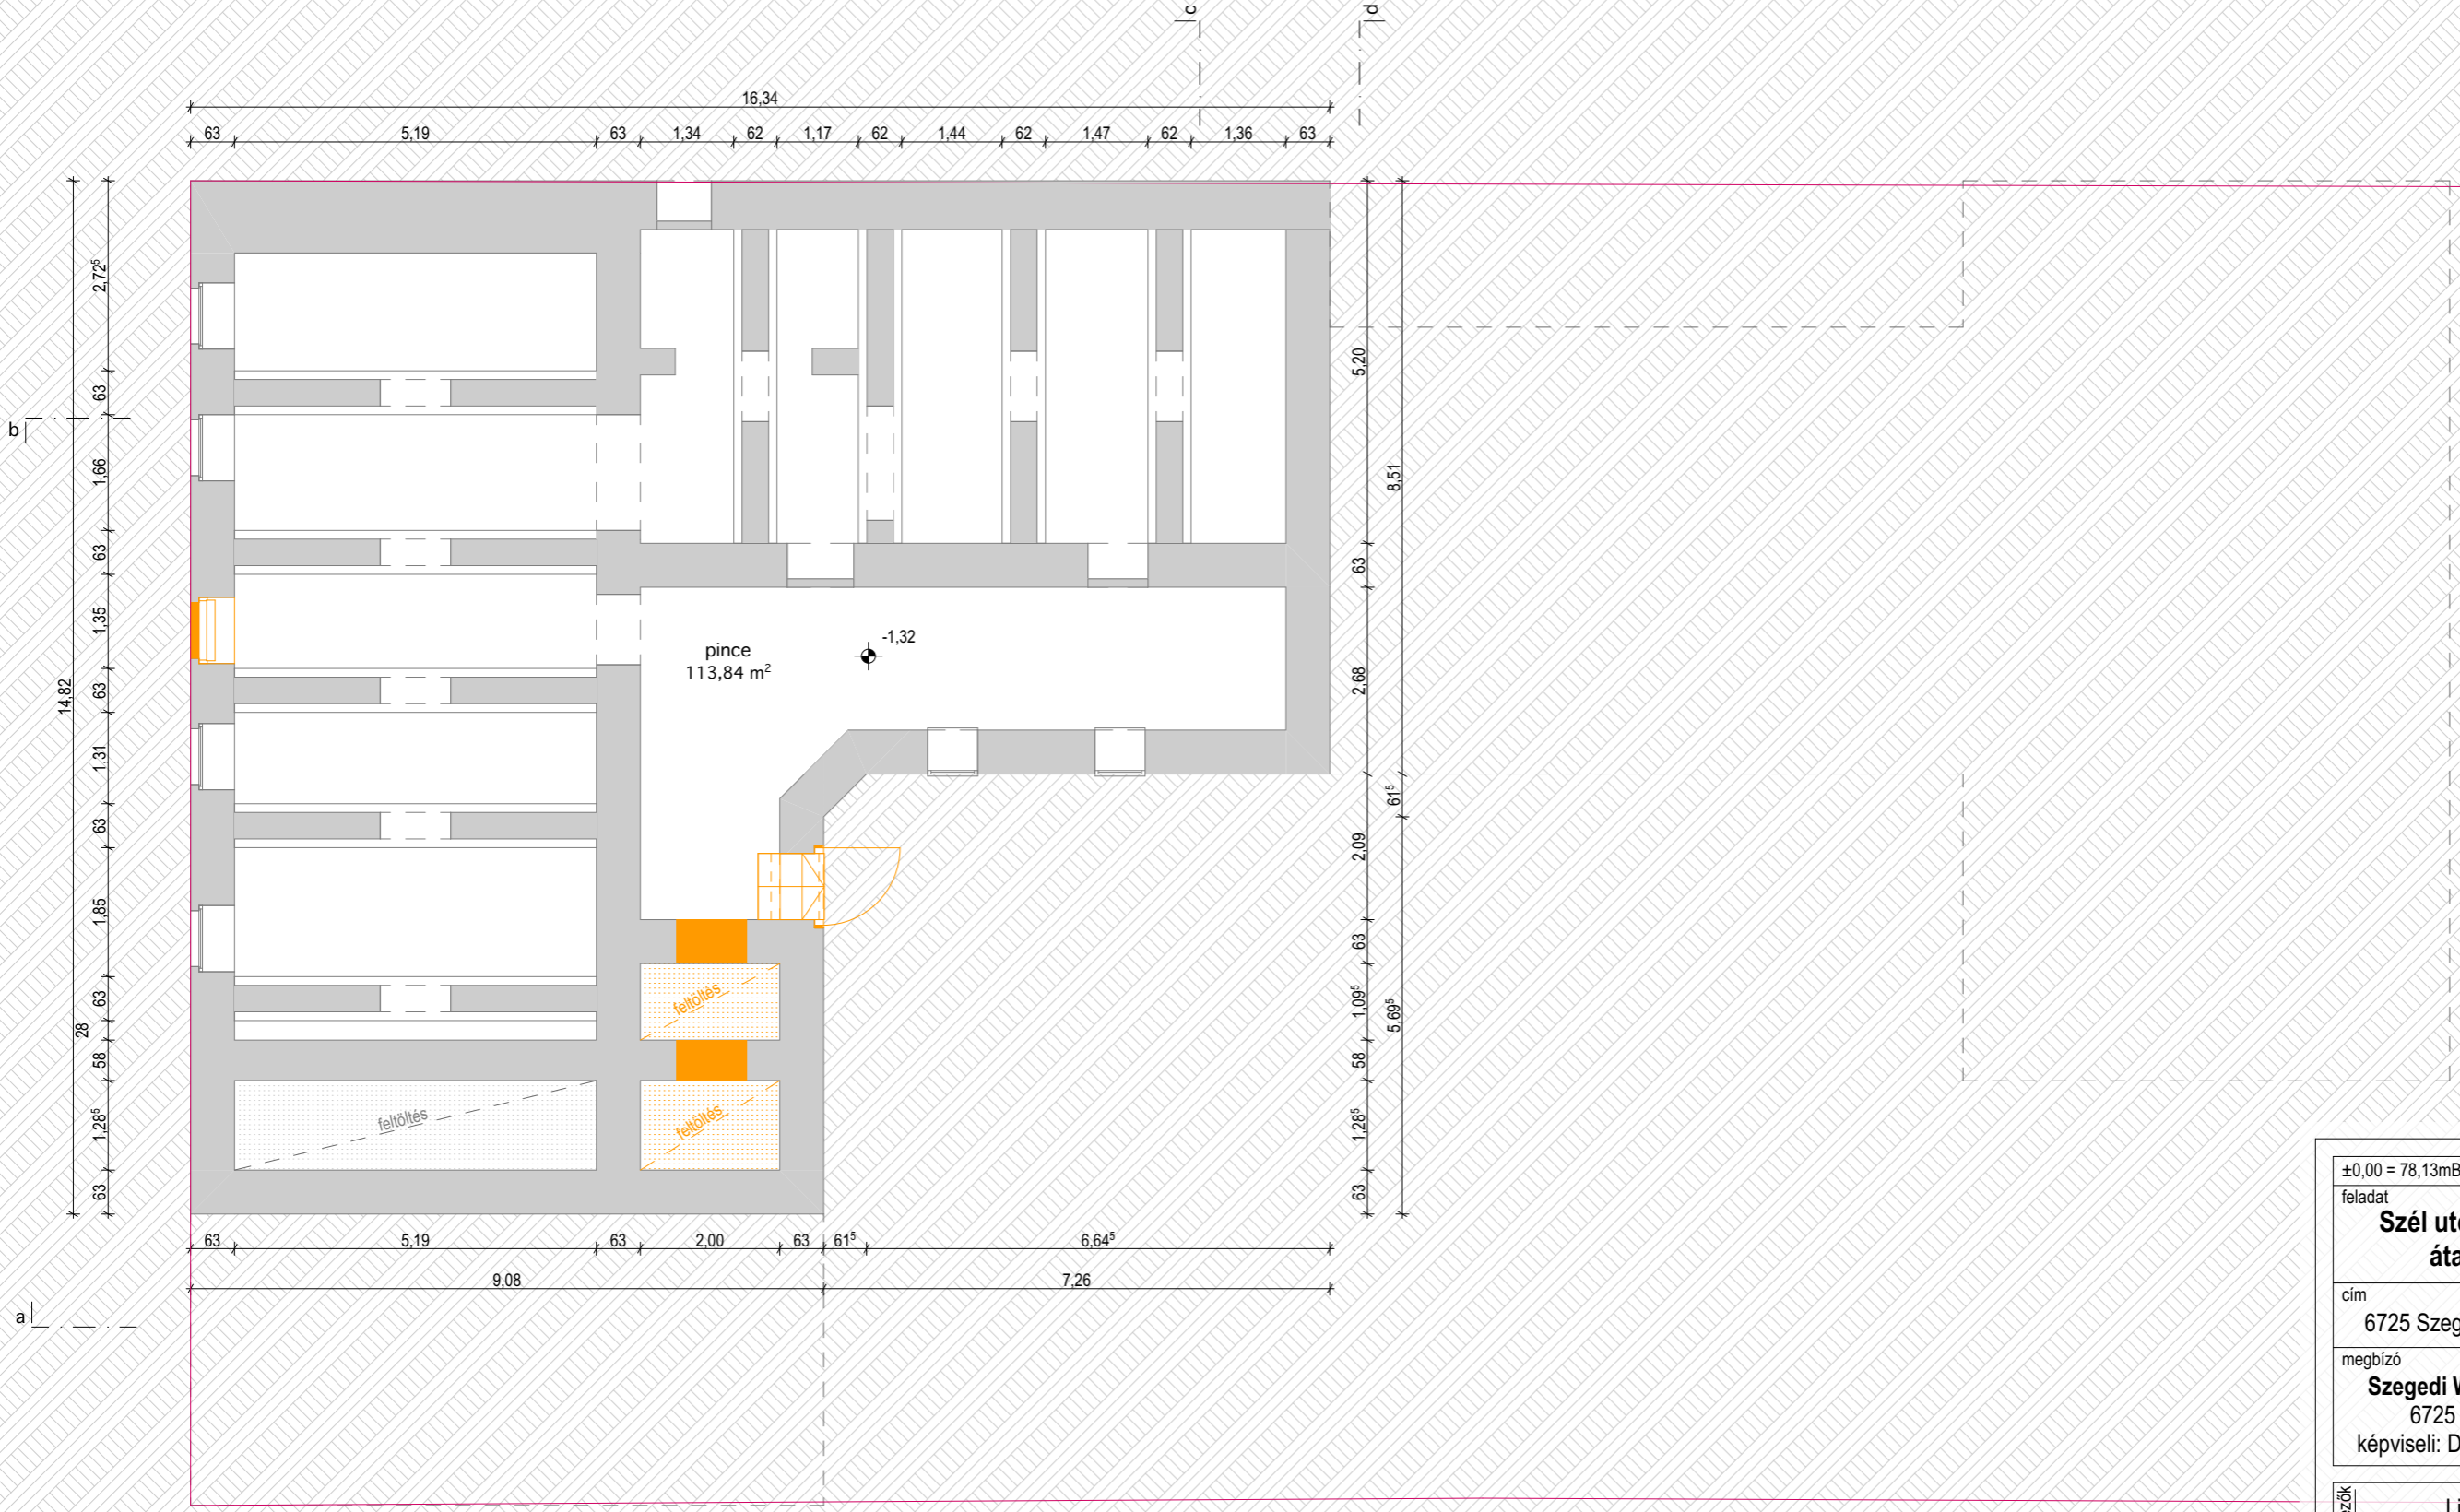 c
d
16,34
63 5,19 63 1,34 62 1,17 62 1,44 62 1,47 62 1,36 63
14,82
28
2,72⁵
63
1,66
63
1,35
63
1,31
63
1,85
63
58
1,28⁵
63
b
a
pince
113,84 m²
-1,32
5,20
63
2,68
2,09
63
1,09⁵
58
1,28⁵
63
8,51
61⁵
5,69⁵
feltöltés
feltöltés
feltöltés
63 5,19 63 2,00 63 61⁵ 6,64⁵
9,08 7,26
±0,00 = 78,13mB
feladat
Szél ut
áta
cím
6725 Szeg
megbízó
Szegedi
6725
képviseli: D
zők